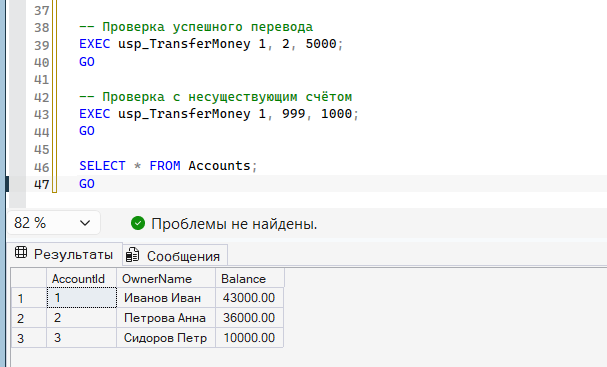 37
38 -- Проверка успешного перевода
39 EXEC usp_TransferMoney 1, 2, 5000;
40 GO
41
42 -- Проверка с несуществующим счётом
43 EXEC usp_TransferMoney 1, 999, 1000;
44 GO
45
46 SELECT * FROM Accounts;
47 GO
82 % Проблемы не найдены.
Результаты Сообщения
AccountId OwnerName Balance
1 1 Иванов Иван 43000.00
2 2 Петрова Анна 36000.00
3 3 Сидоров Петр 10000.00